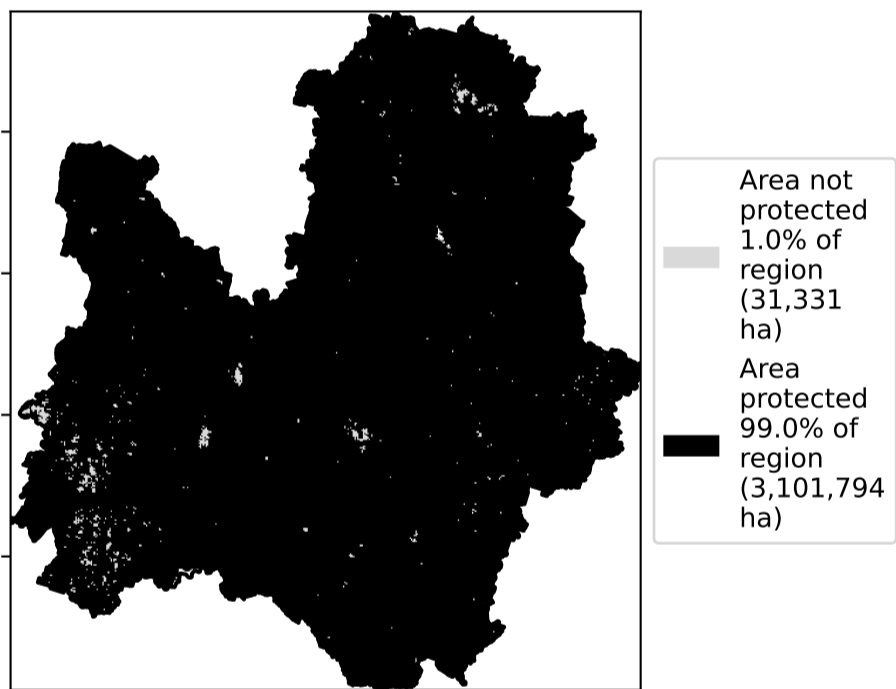 Area not
protected
1.0% of
region
(31,331
ha)
Area
protected
99.0% of
region
(3,101,794
ha)